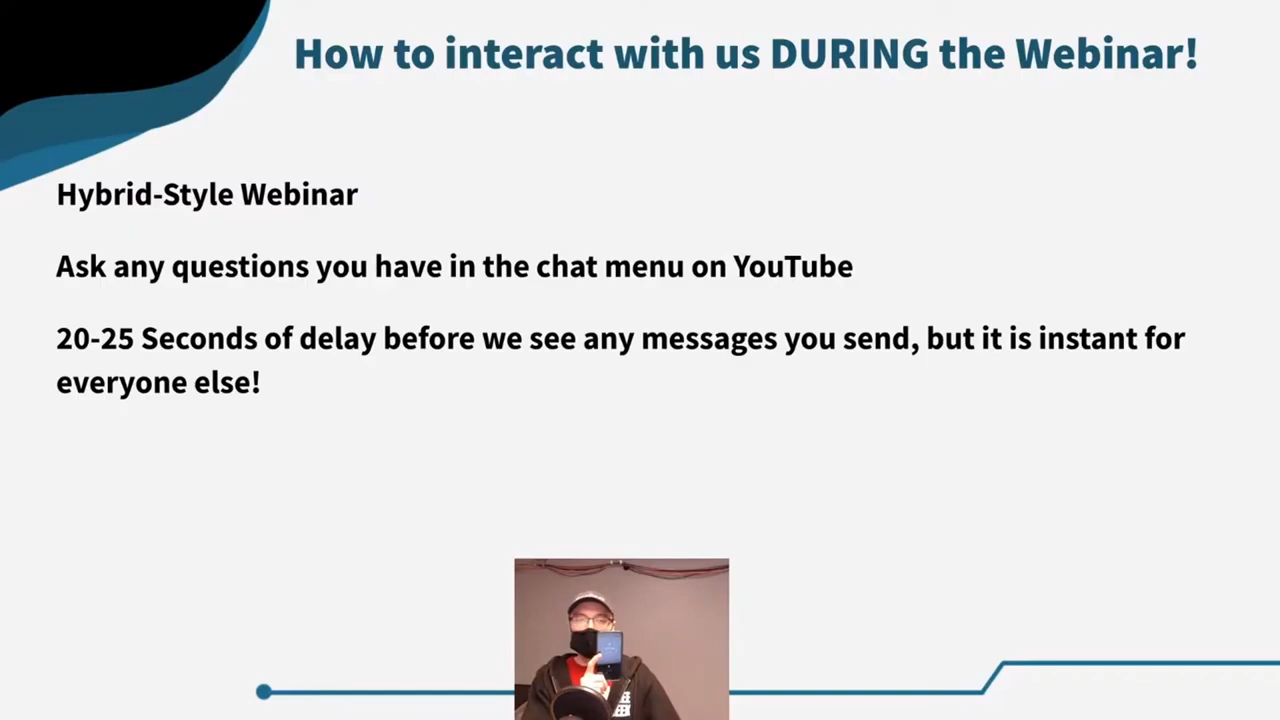 How to interact with us DURING the Webinar!
Hybrid-Style Webinar
Ask any questions you have in the chat menu on YouTube
20-25 Seconds of delay before we see any messages you send, but it is instant for
everyone else!